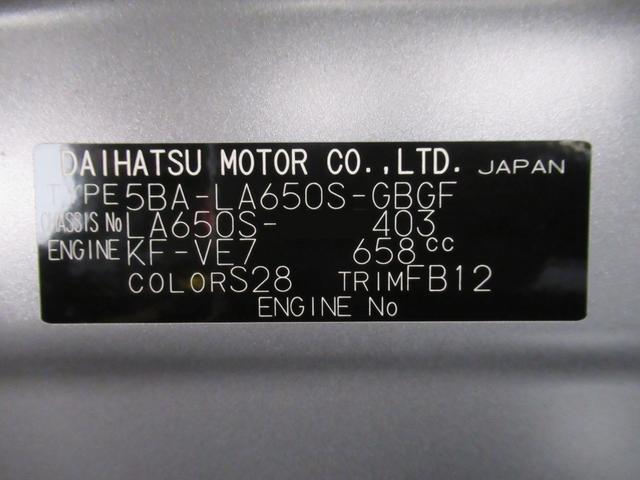 DAIHATSU MOTOR CO.,LTD. JAPAN
TYPE 5BA-LA650S-GBGF
CHASSIS No LA650S- 403
ENGINE KF-VE7 658cc
COLOR S28 TRIM FB12
ENGINE No